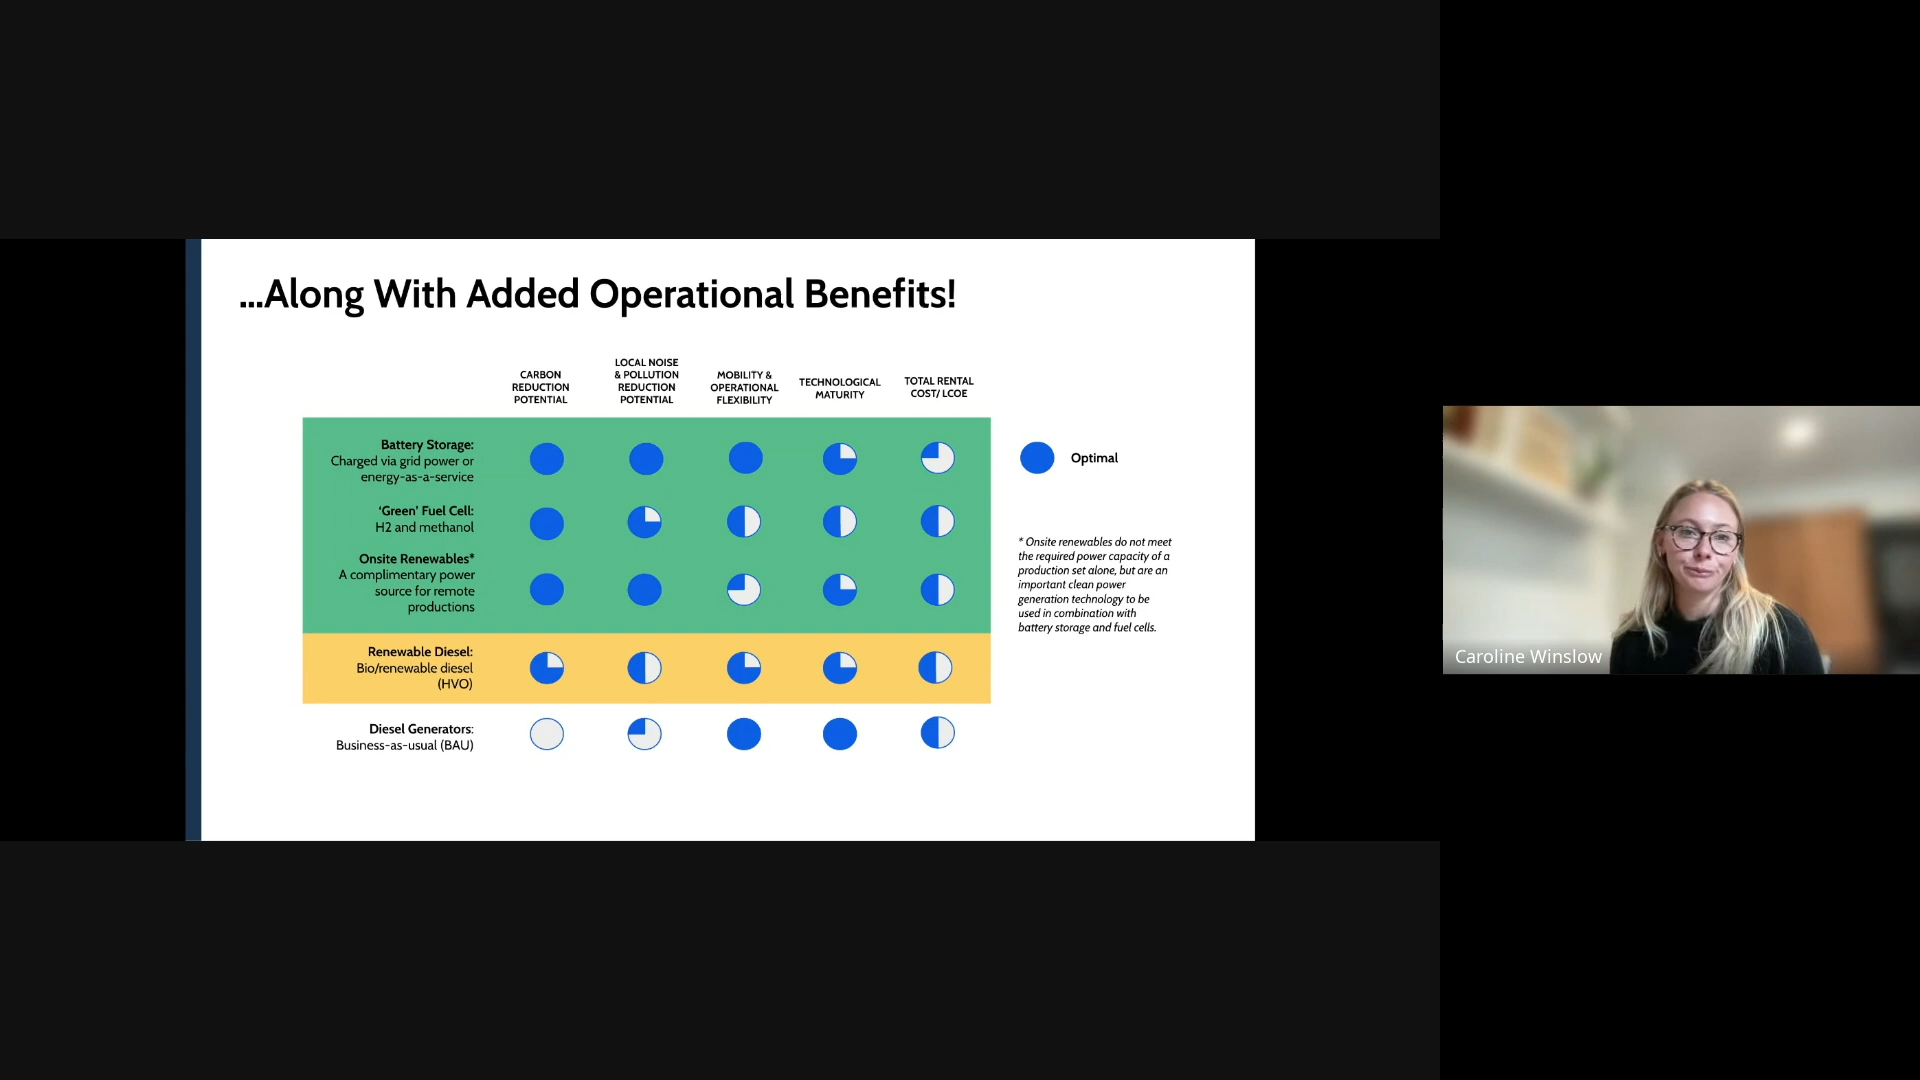 ...Along With Added Operational Benefits!
CARBON
REDUCTION
POTENTIAL
LOCAL NOISE
& POLLUTION
REDUCTION
POTENTIAL
MOBILITY &
OPERATIONAL
FLEXIBILITY
TECHNOLOGICAL
MATURITY
TOTAL RENTAL
COST/ LCOE
Battery Storage:
Charged via grid power or
energy-as-a-service
Optimal
‘Green’ Fuel Cell:
H2 and methanol
Onsite Renewables*
A complimentary power
source for remote
productions
* Onsite renewables do not meet
the required power capacity of a
production set alone, but are an
important clean power
generation technology to be
used in combination with
battery storage and fuel cells.
Renewable Diesel:
Bio/renewable diesel
(HVO)
Diesel Generators:
Business-as-usual (BAU)
Caroline Winslow